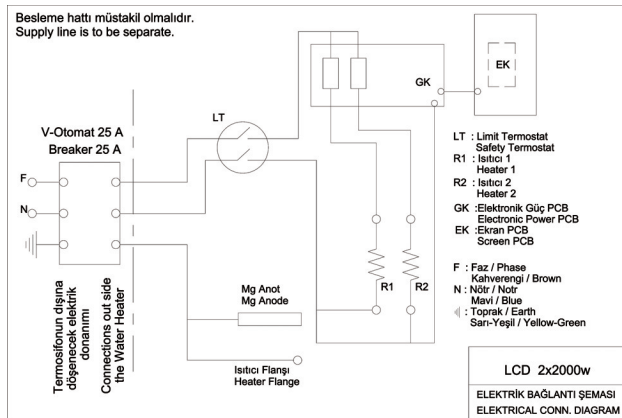 Besleme hattı müstakil olmalıdır.
Supply line is to be separate.
V-Otomat 25 A
Breaker 25 A
F
N
LT
GK
EK
R1
R2
Mg Anot
Mg Anode
Isıtıcı Flanşı
Heater Flange
Termosifonun dışına
döşenecek elektrik
donanımı
Connections out side
the Water Heater
LT : Limit Termostat
Safety Termostat
R1 : Isıtıcı 1
Heater 1
R2 : Isıtıcı 2
Heater 2
GK :Elektronik Güç PCB
Electronic Power PCB
EK :Ekran PCB
Screen PCB
F : Faz / Phase
Kahverengi / Brown
N : Nötr / Notr
Mavi / Blue
: Toprak / Earth
Sarı-Yeşil / Yellow-Green
LCD 2x2000w
ELEKTRİK BAĞLANTI ŞEMASI
ELECTRICAL CONN. DIAGRAM